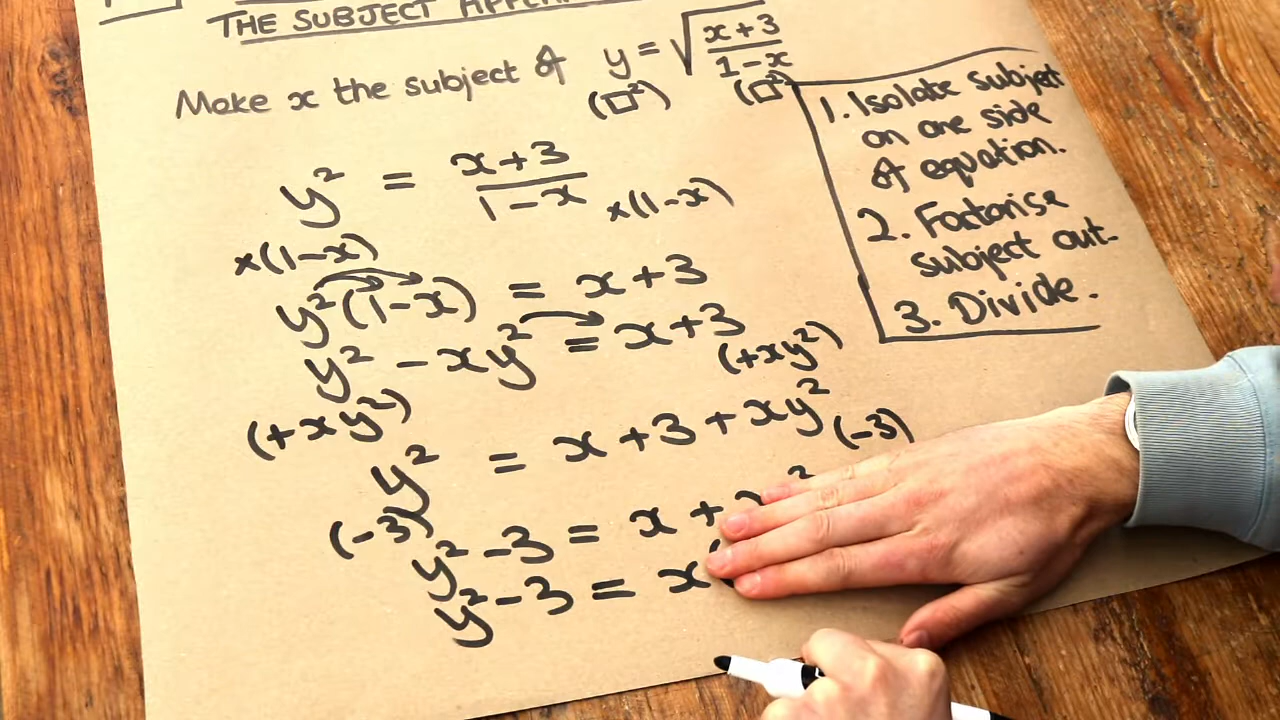 THE SUBJECT
Make x the subject of y = √((x+3)/(1-x))
(□²) (□²)
y² = (x+3)/(1-x) ×(1-x)
×(1-x)
y²(1-x) = x+3
y² - xy² = x+3
(+xy²)
(+xy²)
y² = x+3+xy²
(-3)
(-3)
y² - 3 = x +
y² - 3 = x
1. Isolate subject
on one side
of equation.
2. Factorise
subject out.
3. Divide.